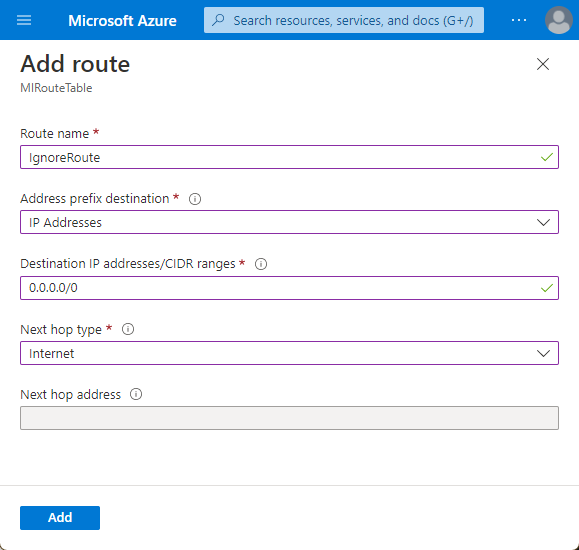 Microsoft Azure
Search resources, services, and docs (G+/)
Add route
MIRouteTable
Route name *
IgnoreRoute
Address prefix destination *
IP Addresses
Destination IP addresses/CIDR ranges *
0.0.0.0/0
Next hop type *
Internet
Next hop address
Add